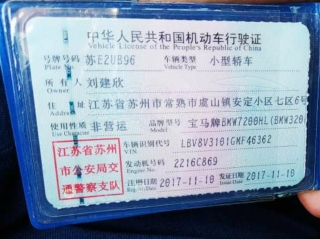 中华人民共和国机动车行驶证
Vehicle License of the People's Republic of China
号牌号码 苏E2UB96 车辆类型 小型轿车
Plate No. Vehicle Type
所有人 刘建欣
Owner
住址 江苏省苏州市常熟市虞山镇安定小区七区6号
Address
使用性质 非营运 品牌型号 宝马牌BMW7200HL(BMW320
Use Character Model
江苏省苏州
市公安局交
通警察支队
车辆识别代号 LBV8V3101GMF46362
VIN
发动机号码 2216C869
Engine No.
注册日期 2017-11-10 发证日期 2017-11-10
Register Date Issue Date